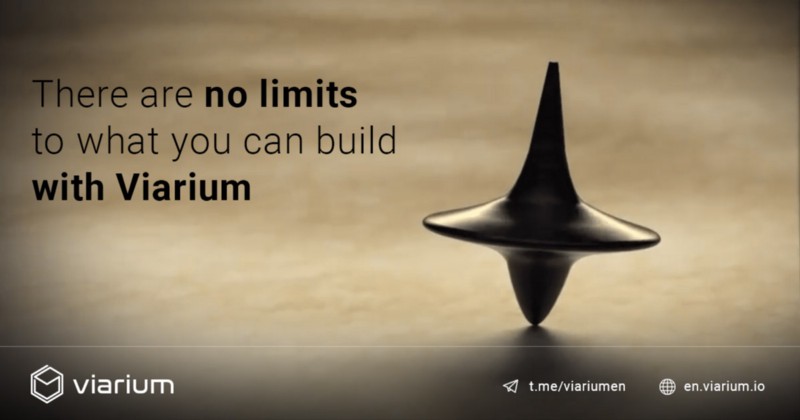 There are no limits
to what you can build
with Viarium
viarium
t.me/viariumen
en.viarium.io